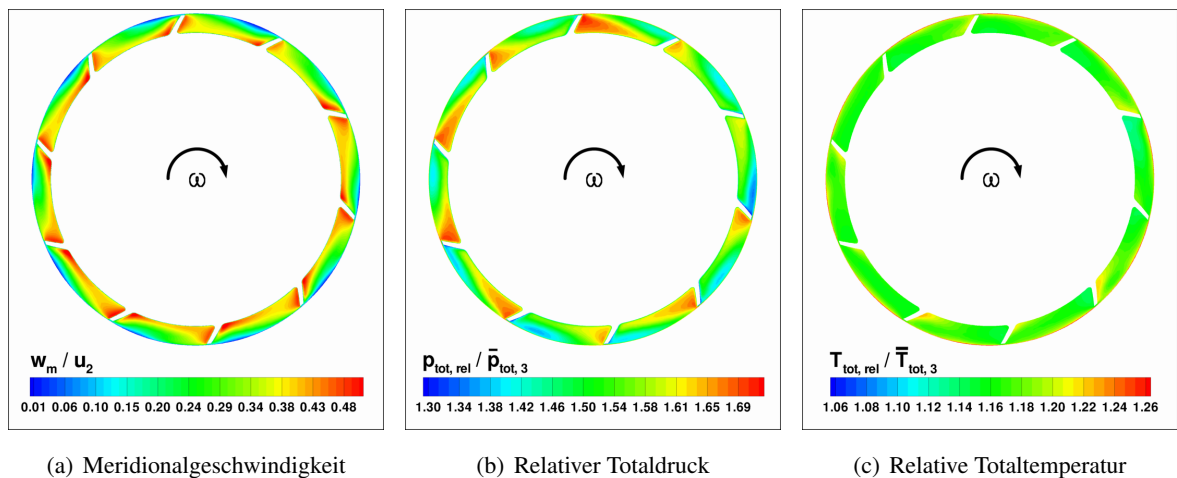 ω
w_m / u_2
0.01 0.06 0.10 0.15 0.20 0.24 0.29 0.34 0.38 0.43 0.48
(a) Meridionalgeschwindigkeit
ω
p_tot, rel / p̄_tot, 3
1.30 1.34 1.38 1.42 1.46 1.50 1.54 1.58 1.61 1.65 1.69
(b) Relativer Totaldruck
ω
T_tot, rel / T̿_tot, 3
1.06 1.08 1.10 1.12 1.14 1.16 1.18 1.20 1.22 1.24 1.26
(c) Relative Totaltemperatur